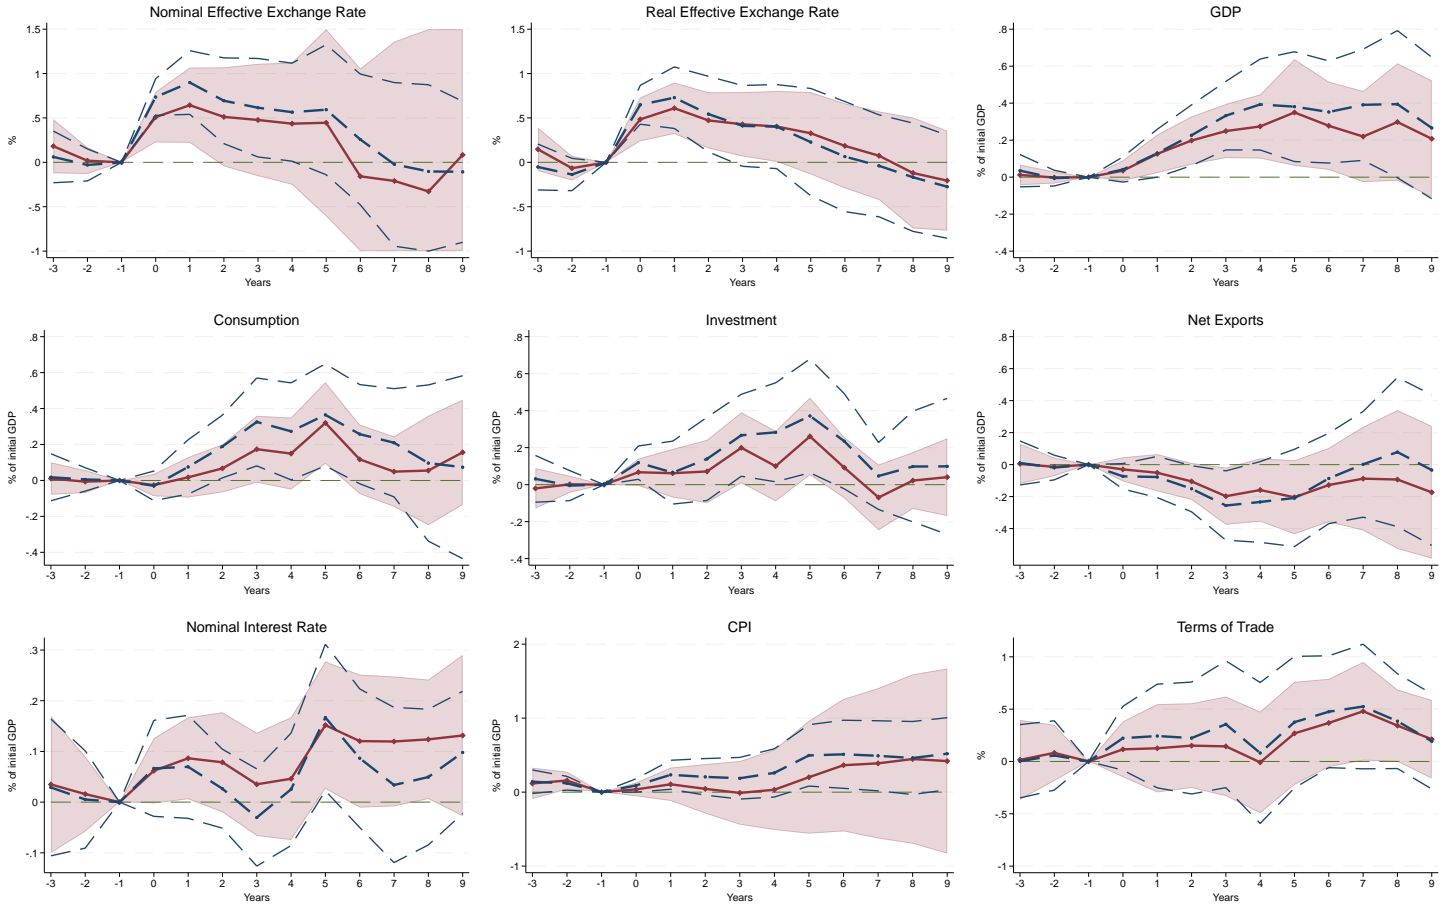 Nominal Effective Exchange Rate
%
1.5
1
.5
0
-.5
-1
-3 -2 -1 0 1 2 3 4 5 6 7 8 9
Years
Real Effective Exchange Rate
%
1.5
1
.5
0
-.5
-1
-3 -2 -1 0 1 2 3 4 5 6 7 8 9
Years
GDP
% of initial GDP
.8
.6
.4
.2
0
-.2
-.4
-3 -2 -1 0 1 2 3 4 5 6 7 8 9
Years
Consumption
% of initial GDP
.8
.6
.4
.2
0
-.2
-.4
-3 -2 -1 0 1 2 3 4 5 6 7 8 9
Years
Investment
% of initial GDP
.8
.6
.4
.2
0
-.2
-.4
-3 -2 -1 0 1 2 3 4 5 6 7 8 9
Years
Net Exports
% of initial GDP
.8
.6
.4
.2
0
-.2
-.4
-3 -2 -1 0 1 2 3 4 5 6 7 8 9
Years
Nominal Interest Rate
% of initial GDP
.3
.2
.1
0
-.1
-3 -2 -1 0 1 2 3 4 5 6 7 8 9
Years
CPI
% of initial GDP
2
1
0
-1
-3 -2 -1 0 1 2 3 4 5 6 7 8 9
Years
Terms of Trade
%
1
.5
0
-.5
-1
-3 -2 -1 0 1 2 3 4 5 6 7 8 9
Years